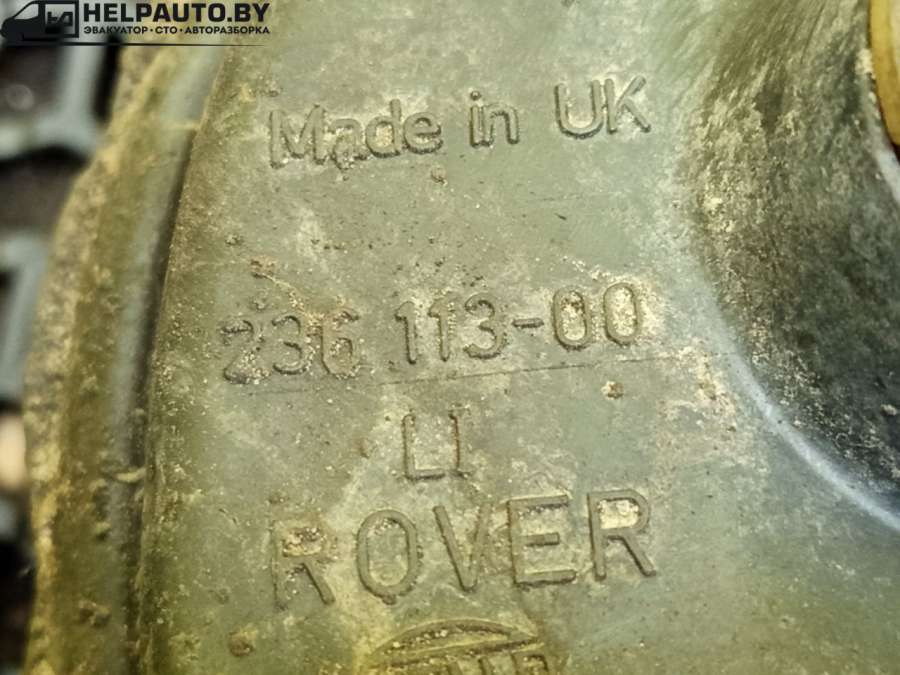 HELPAUTO.BY
ЭВАКУАТОР • СТО • АВТОРАЗБОРКА
Made in UK
236 113-00
LI
ROVER